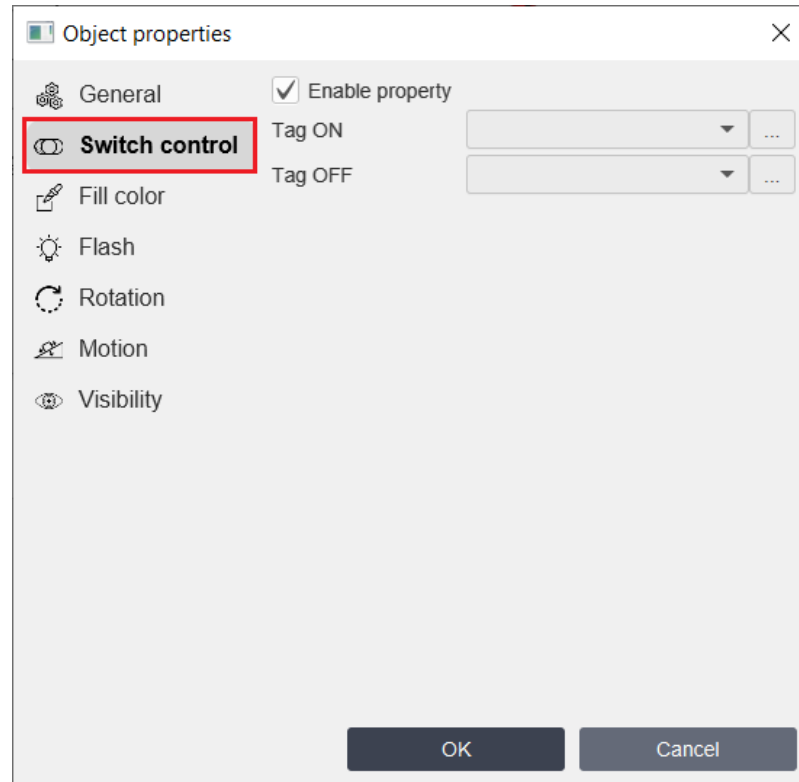 Object properties
General
Switch control
Fill color
Flash
Rotation
Motion
Visibility
Enable property
Tag ON
...
Tag OFF
...
OK
Cancel